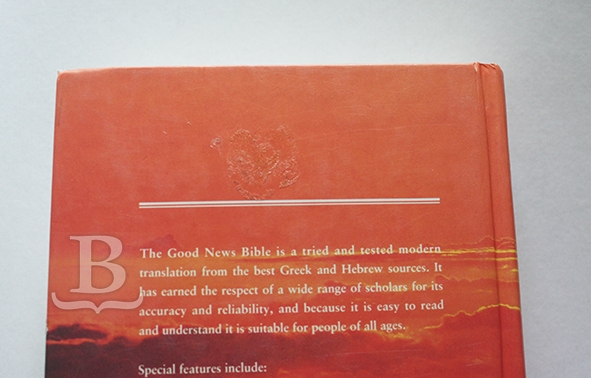 The Good News Bible is a tried and tested modern
translation from the best Greek and Hebrew sources. It
has earned the respect of a wide range of scholars for its
accuracy and reliability, and because it is easy to read
and understand it is suitable for people of all ages.
Special features include:
B